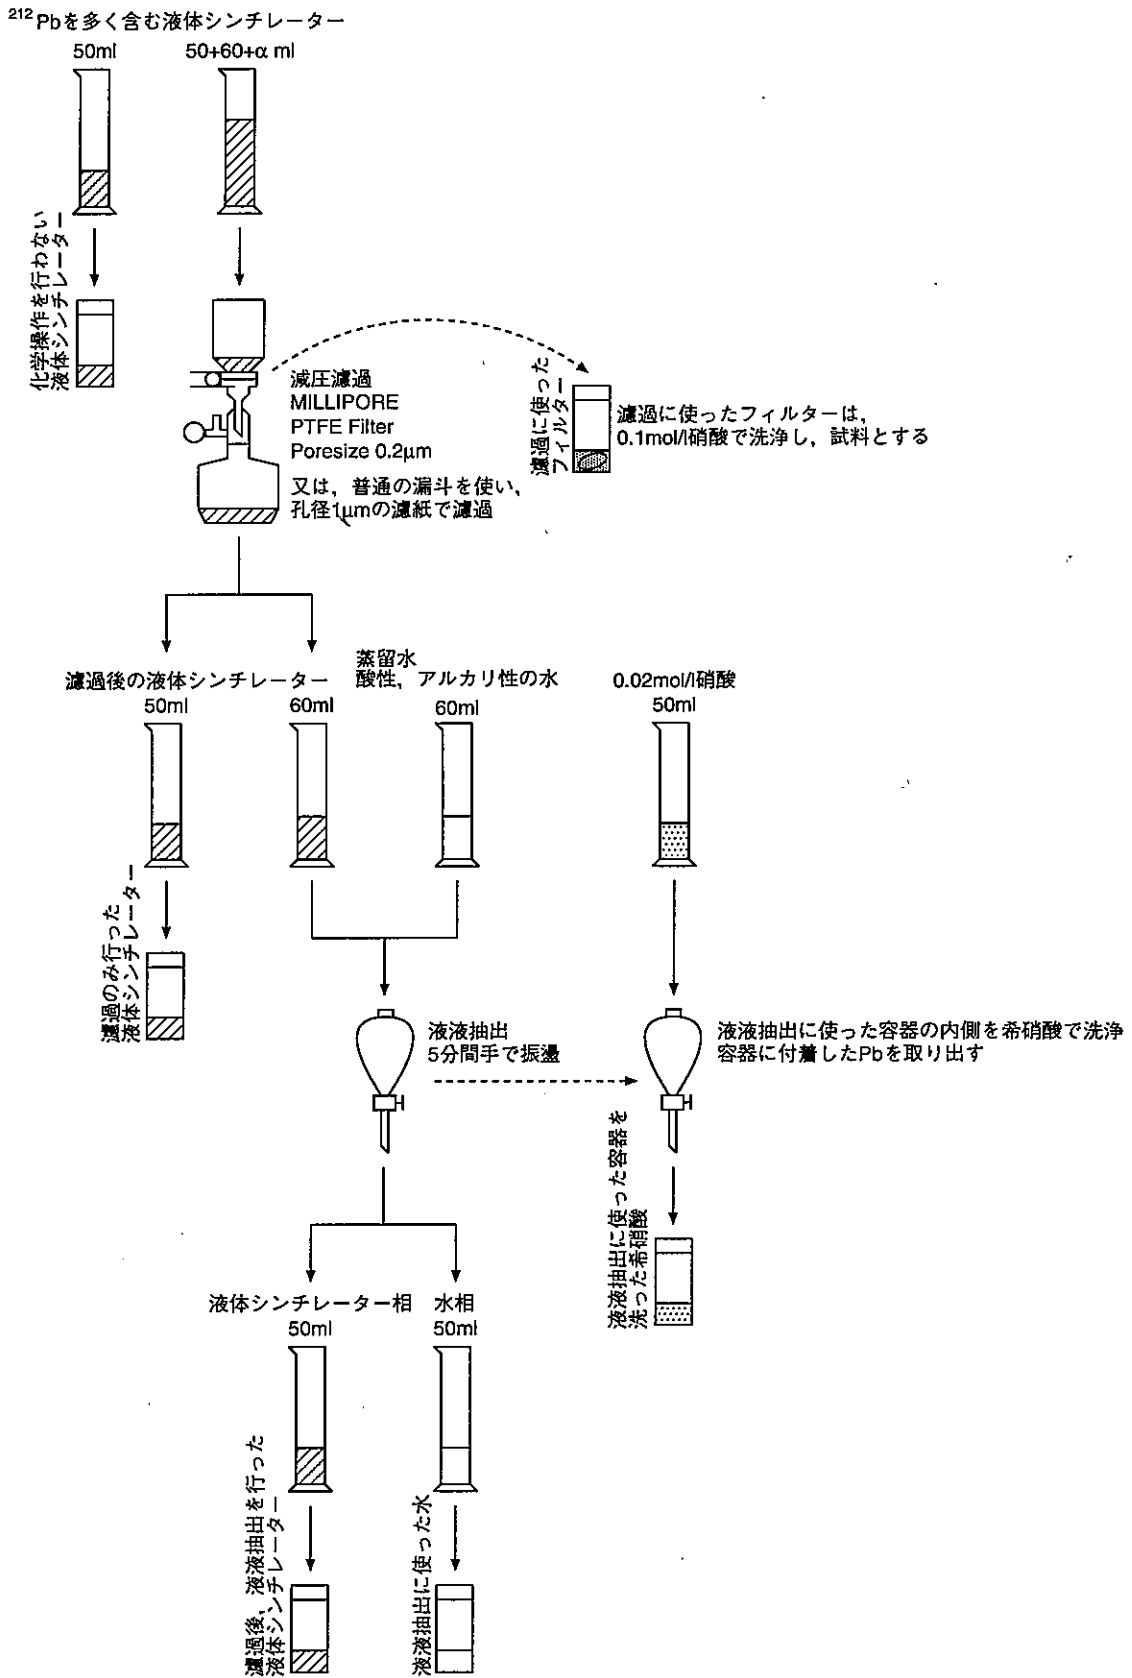 ²¹²Pbを多く含む液体シンチレーター
50ml
50+60+α ml
化学操作を行わない
液体シンチレーター
減圧濾過
MILLIPORE
PTFE Filter
Poresize 0.2μm
又は，普通の漏斗を使い，
孔径1μmの濾紙で濾過
濾過に使った
フィルター
濾過に使ったフィルターは，
0.1mol/l硝酸で洗浄し，試料とする
濾過後の液体シンチレーター
50ml
60ml
蒸留水
酸性，アルカリ性の水
60ml
0.02mol/l硝酸
50ml
濾過のみ行った
液体シンチレーター
液液抽出
5分間手で振盪
液液抽出に使った容器の内側を希硝酸で洗浄
容器に付着したPbを取り出す
液液抽出に使った容器を
洗った希硝酸
液体シンチレーター相
50ml
水相
50ml
濾過後，液液抽出を行った
液体シンチレーター
液液抽出に使った水